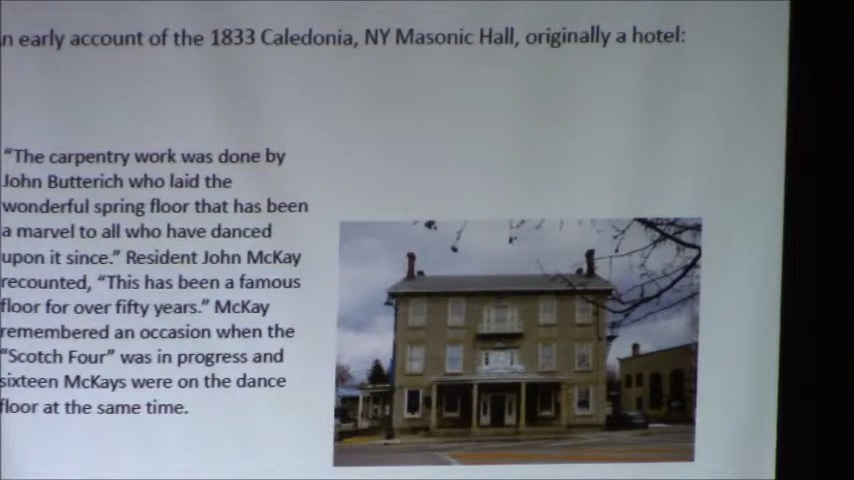 n early account of the 1833 Caledonia, NY Masonic Hall, originally a hotel:
“The carpentry work was done by
John Butterich who laid the
wonderful spring floor that has been
a marvel to all who have danced
upon it since.” Resident John McKay
recounted, “This has been a famous
floor for over fifty years.” McKay
remembered an occasion when the
“Scotch Four” was in progress and
sixteen McKays were on the dance
floor at the same time.